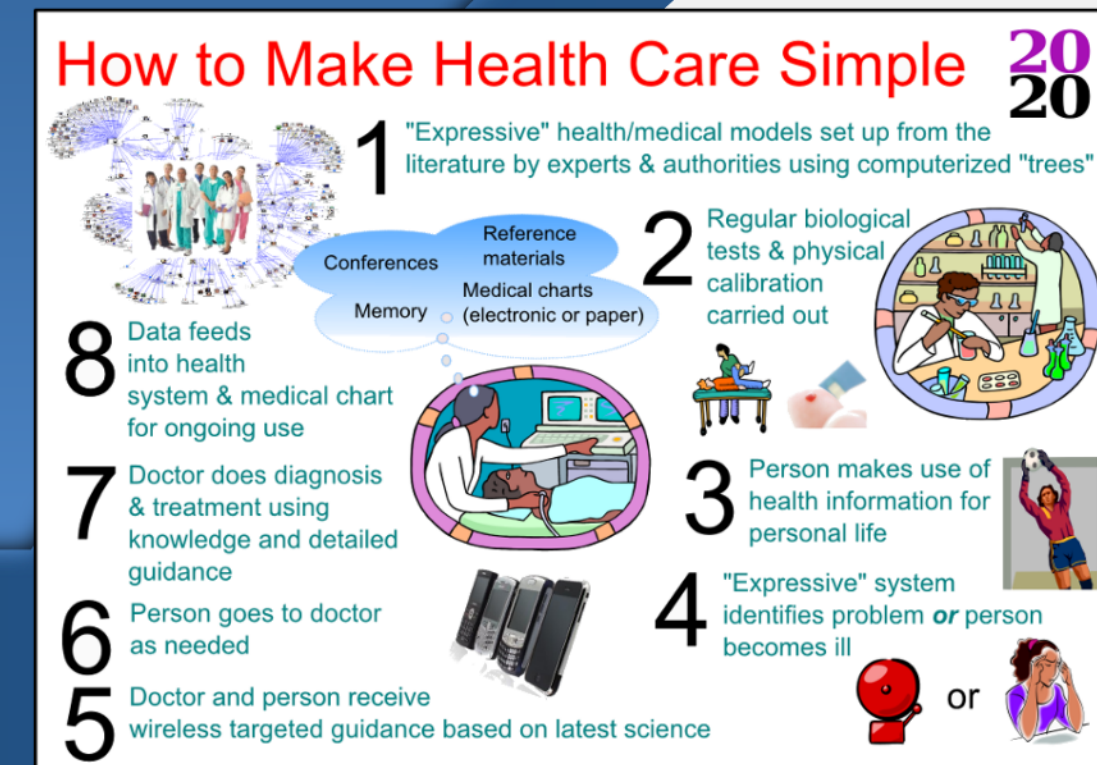 How to Make Health Care Simple
20
20
1
"Expressive" health/medical models set up from the
literature by experts & authorities using computerized "trees"
2
Regular biological
tests & physical
calibration
carried out
Conferences
Reference
materials
Memory
Medical charts
(electronic or paper)
3
Person makes use of
health information for
personal life
4
"Expressive" system
identifies problem or person
becomes ill
or
5
Doctor and person receive
wireless targeted guidance based on latest science
6
Person goes to doctor
as needed
7
Doctor does diagnosis
& treatment using
knowledge and detailed
guidance
8
Data feeds
into health
system & medical chart
for ongoing use